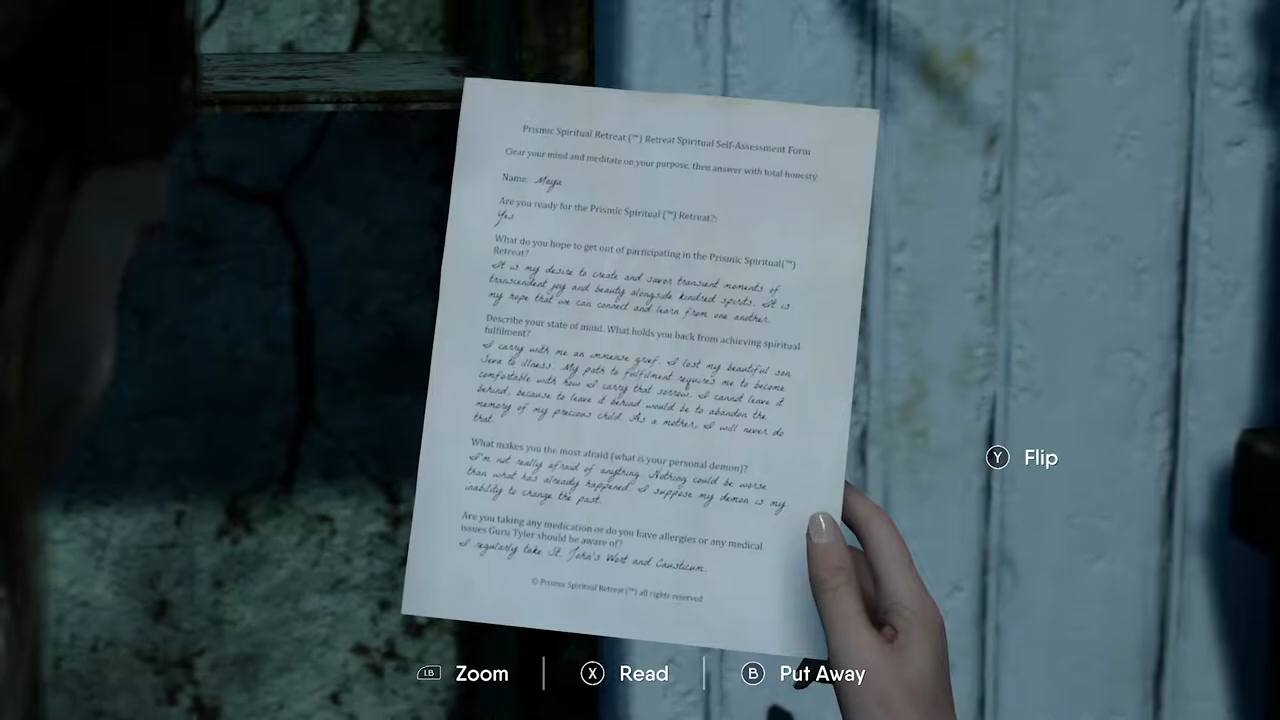 Prismic Spiritual Retreat (™) Retreat Spiritual Self-Assessment Form
Clear your mind and meditate on your purpose, then answer with total honesty
Name: Maya
Are you ready for the Prismic Spiritual (™) Retreat?:
Yes
What do you hope to get out of participating in the Prismic Spiritual(™)
Retreat?
It is my desire to create and savor transient moments of
transcendent joy and beauty alongside kindred spirits. It is
my hope that we can connect and learn from one another.
Describe your state of mind. What holds you back from achieving spiritual
fulfilment?
I carry with me an immense grief. I lost my beautiful son
Seva to illness. My path to fulfilment requires me to become
comfortable with how I carry that sorrow. I cannot leave it
behind, because to leave it behind would be to abandon the
memory of my precious child. As a mother, I will never do
that.
What makes you the most afraid (what is your personal demon)?
I'm not really afraid of anything. Nothing could be worse
than what has already happened. I suppose my demon is my
inability to change the past.
Are you taking any medication or do you have allergies or any medical
issues Guru Tyler should be aware of?
I regularly take St. John's Wort and Causticum.
© Prismic Spiritual Retreat (™) all rights reserved
Y Flip
LB Zoom X Read B Put Away